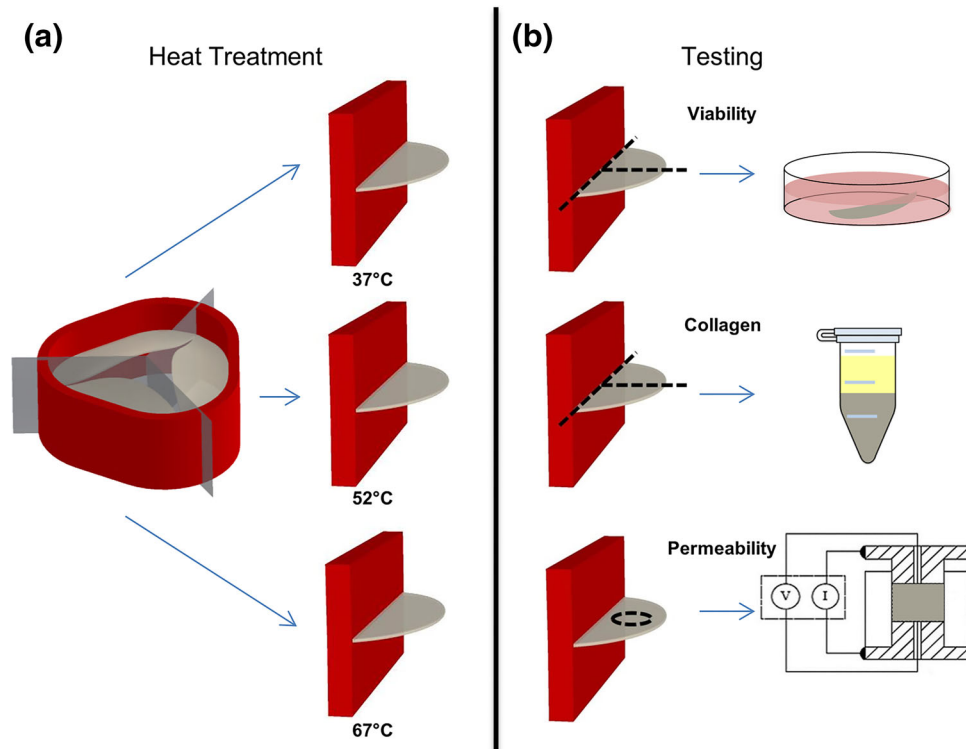 (a)
Heat Treatment
37°C
52°C
67°C
(b)
Testing
Viability
Collagen
Permeability
V I